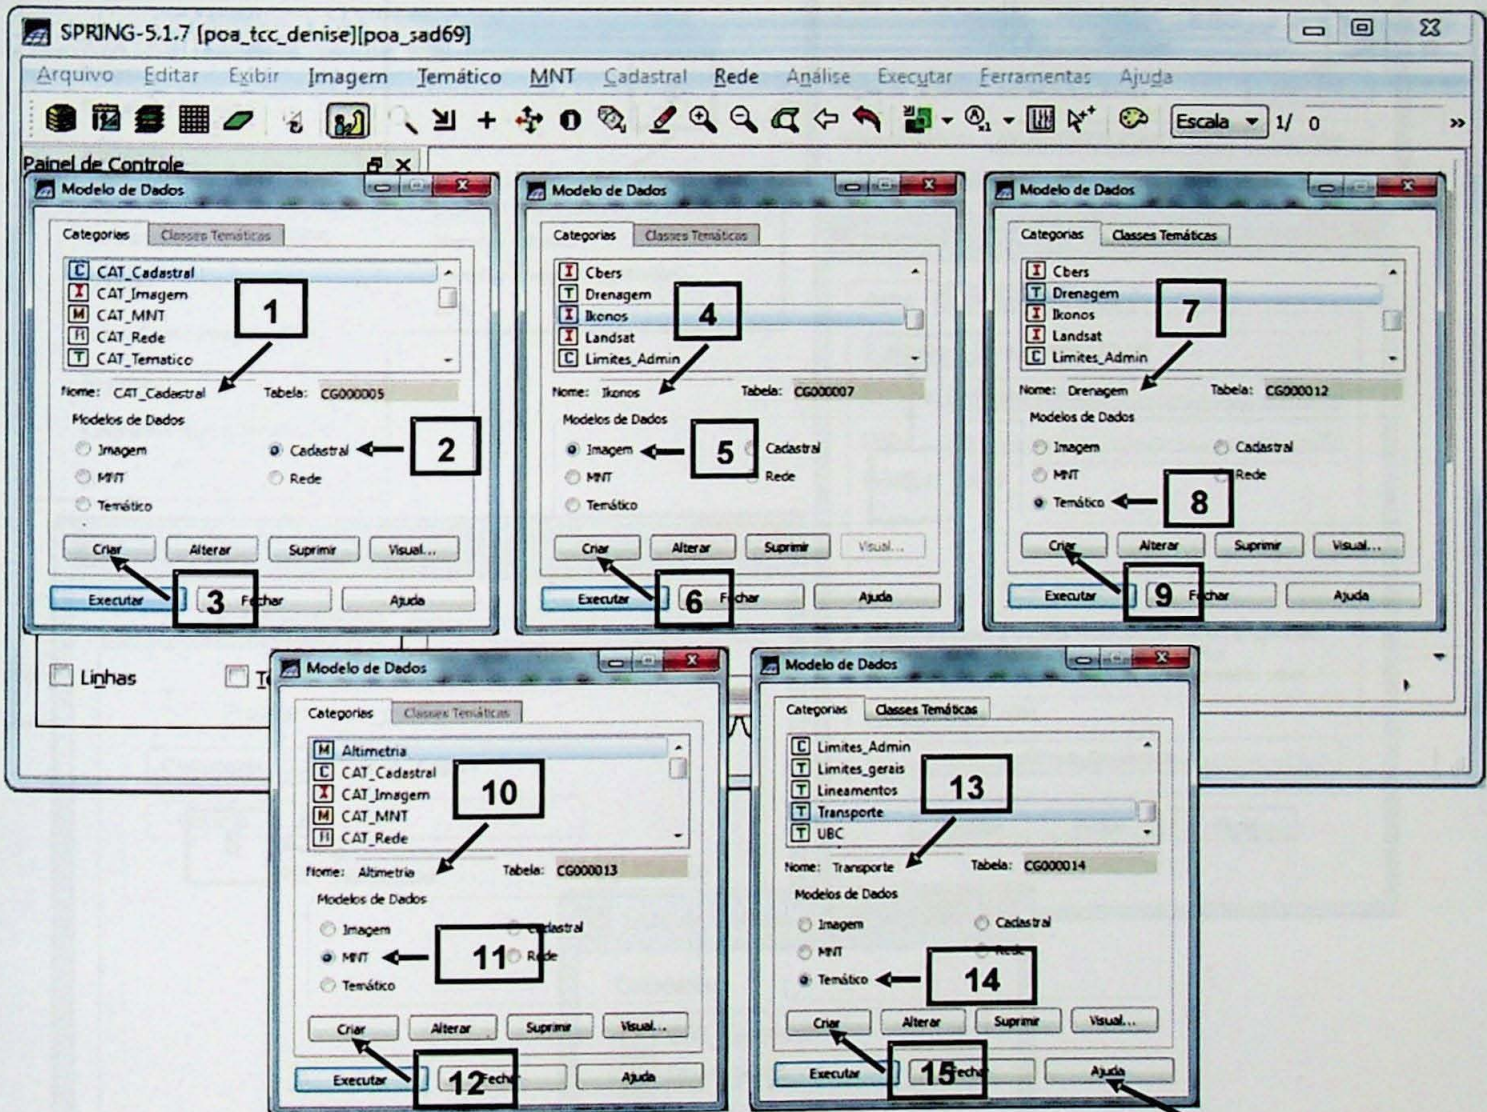 SPRING-5.1.7 [poa_tcc_denise][poa_sad69]
Arquivo Editar Exibir Imagem Temático MNT Cadastral Rede Análise Executar Ferramentas Ajuda
Escala 1/ 0 »
Painel de Controle
Modelo de Dados
Categorias Classes Temáticas
C CAT_Cadastral
I CAT_Imagem
M CAT_MNT
R CAT_Rede
T CAT_Tematico
1
Nome: CAT_Cadastral Tabela: CG000005
Modelos de Dados
Imagem Cadastral 2
MNT Rede
Temático
Criar Alterar Suprimir Visual...
Executar 3 Fechar Ajuda
Modelo de Dados
Categorias Classes Temáticas
I Cbers
T Drenagem
I Ikonos
I Landsat
C Limites_Admin
4
Nome: Ikonos Tabela: CG000007
Modelos de Dados
Imagem 5 Cadastral
MNT Rede
Temático
Criar Alterar Suprimir Visual...
Executar 6 Fechar Ajuda
Modelo de Dados
Categorias Classes Temáticas
I Cbers
T Drenagem
I Ikonos
I Landsat
C Limites_Admin
7
Nome: Drenagem Tabela: CG000012
Modelos de Dados
Imagem Cadastral
MNT Rede
Temático 8
Criar Alterar Suprimir Visual...
Executar 9 Fechar Ajuda
Linhas
Modelo de Dados
Categorias Classes Temáticas
M Altimetria
C CAT_Cadastral
I CAT_Imagem
M CAT_MNT
R CAT_Rede
10
Nome: Altimetria Tabela: CG000013
Modelos de Dados
Imagem Cadastral
MNT 11 Rede
Temático
Criar Alterar Suprimir Visual...
Executar 12 Fechar Ajuda
Modelo de Dados
Categorias Classes Temáticas
C Limites_Admin
T Limites_gerais
T Lineamentos
T Transporte
T UBC
13
Nome: Transporte Tabela: CG000014
Modelos de Dados
Imagem Cadastral
MNT Rede
Temático 14
Criar Alterar Suprimir Visual...
Executar 15 Fechar Ajuda